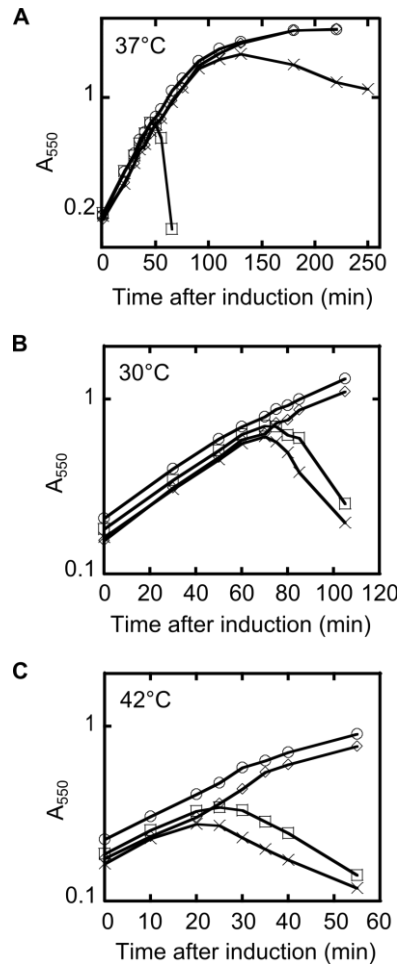 A
37°C
1
0.2
A550
0 50 100 150 200 250
Time after induction (min)
B
30°C
1
0.1
A550
0 20 40 60 80 100 120
Time after induction (min)
C
42°C
1
0.1
A550
0 10 20 30 40 50 60
Time after induction (min)